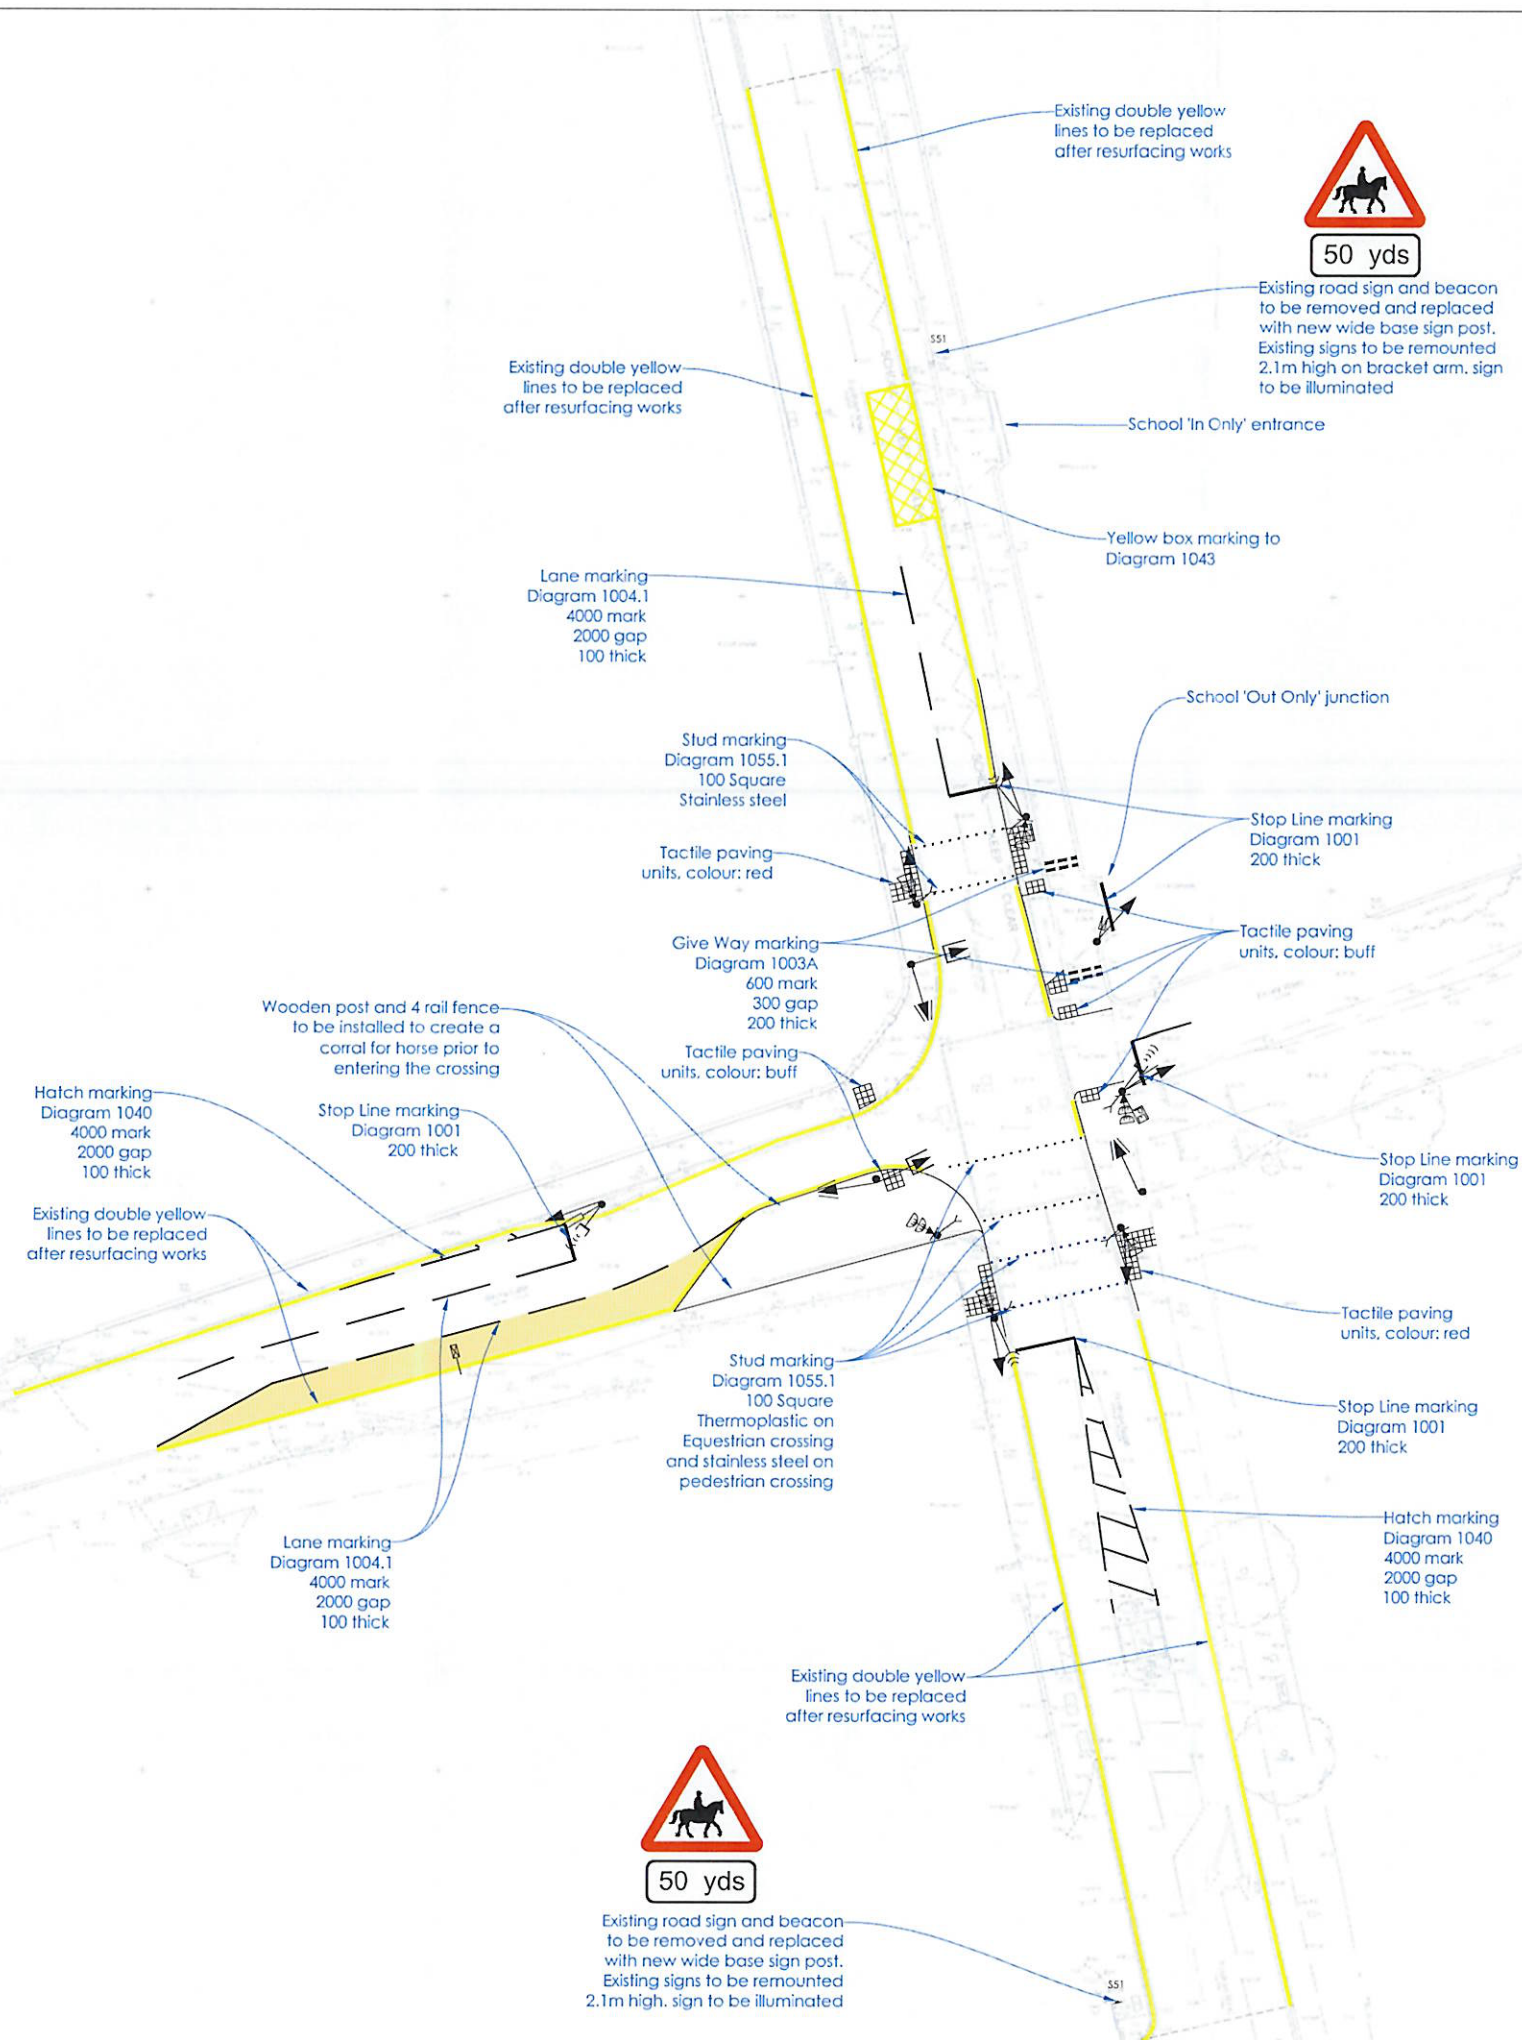 Existing double yellow
lines to be replaced
after resurfacing works
50 yds
Existing road sign and beacon
to be removed and replaced
with new wide base sign post.
Existing signs to be remounted
2.1m high on bracket arm. sign
to be illuminated
S51
Existing double yellow
lines to be replaced
after resurfacing works
School 'In Only' entrance
Yellow box marking to
Diagram 1043
Lane marking
Diagram 1004.1
4000 mark
2000 gap
100 thick
School 'Out Only' junction
Stud marking
Diagram 1055.1
100 Square
Stainless steel
Stop Line marking
Diagram 1001
200 thick
Tactile paving
units, colour: red
KEEP
CLEAR
Tactile paving
units, colour: buff
Give Way marking
Diagram 1003A
600 mark
300 gap
200 thick
Wooden post and 4 rail fence
to be installed to create a
corral for horse prior to
entering the crossing
Tactile paving
units, colour: buff
Hatch marking
Diagram 1040
4000 mark
2000 gap
100 thick
Stop Line marking
Diagram 1001
200 thick
Stop Line marking
Diagram 1001
200 thick
Existing double yellow
lines to be replaced
after resurfacing works
Tactile paving
units, colour: red
Stud marking
Diagram 1055.1
100 Square
Thermoplastic on
Equestrian crossing
and stainless steel on
pedestrian crossing
Stop Line marking
Diagram 1001
200 thick
Lane marking
Diagram 1004.1
4000 mark
2000 gap
100 thick
Hatch marking
Diagram 1040
4000 mark
2000 gap
100 thick
Existing double yellow
lines to be replaced
after resurfacing works
50 yds
Existing road sign and beacon
to be removed and replaced
with new wide base sign post.
Existing signs to be remounted
2.1m high. sign to be illuminated
S51